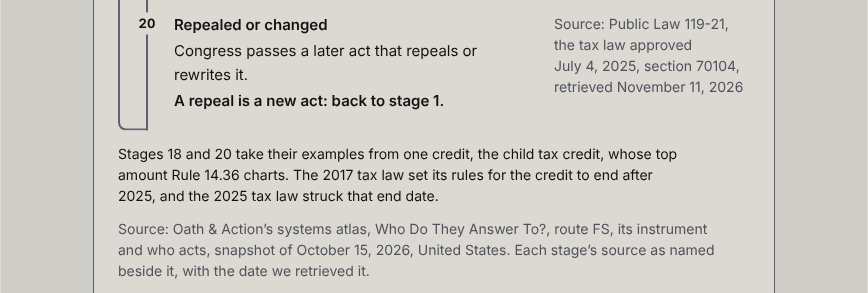 20 Repealed or changed
Congress passes a later act that repeals or
rewrites it.
A repeal is a new act: back to stage 1.
Source: Public Law 119-21,
the tax law approved
July 4, 2025, section 70104,
retrieved November 11, 2026
Stages 18 and 20 take their examples from one credit, the child tax credit, whose top
amount Rule 14.36 charts. The 2017 tax law set its rules for the credit to end after
2025, and the 2025 tax law struck that end date.
Source: Oath & Action’s systems atlas, Who Do They Answer To?, route FS, its instrument
and who acts, snapshot of October 15, 2026, United States. Each stage’s source as named
beside it, with the date we retrieved it.